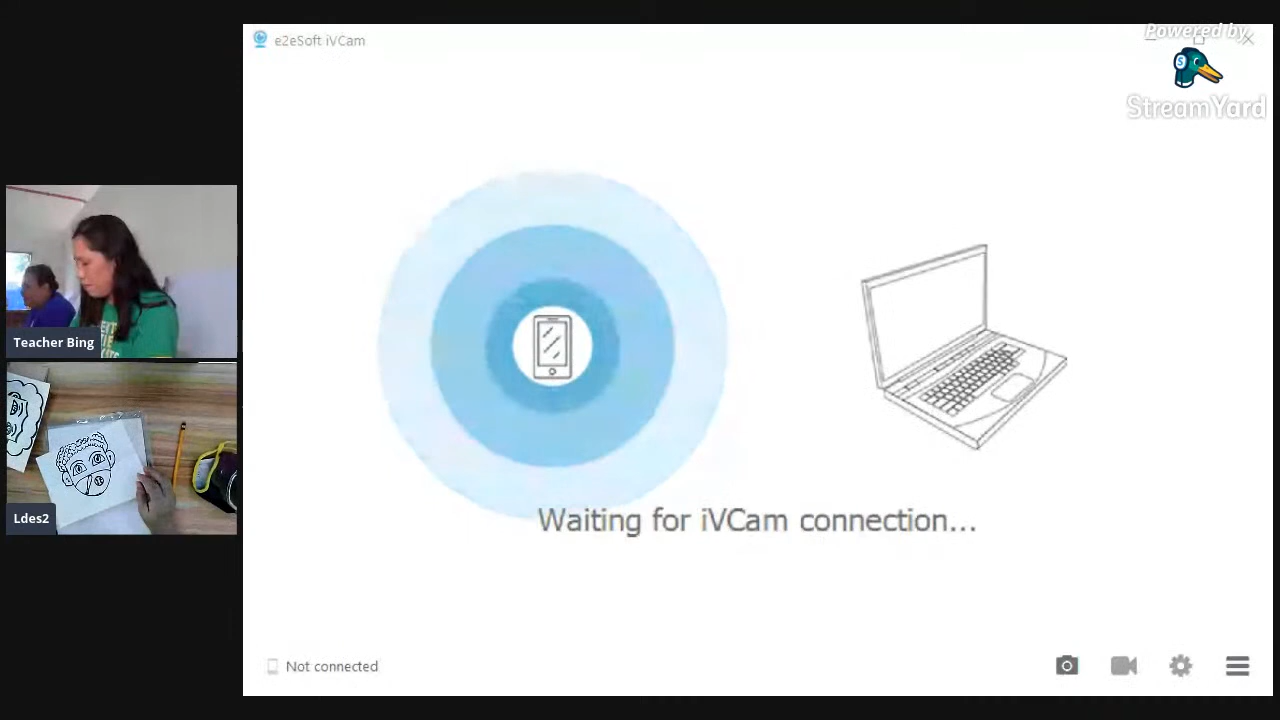 e2eSoft iVCam
Powered by
StreamYard
Teacher Bing
Ldes2
Waiting for iVCam connection...
Not connected